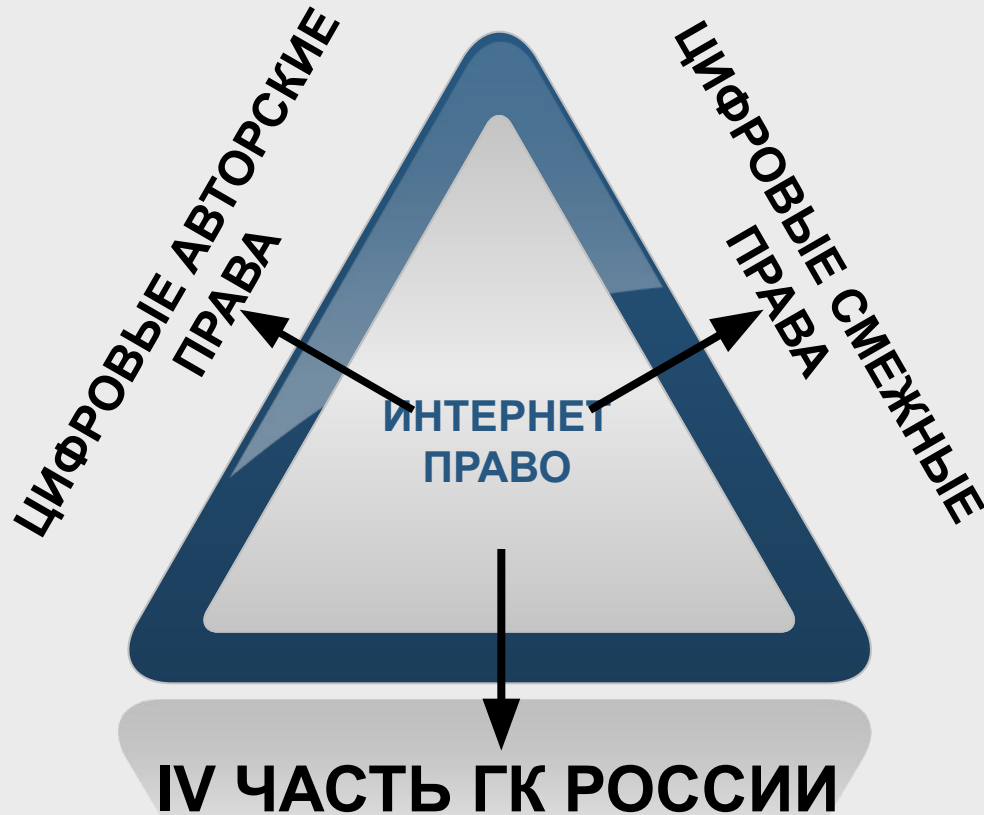 ЦИФРОВЫЕ АВТОРСКИЕ
ПРАВА
ЦИФРОВЫЕ СМЕЖНЫЕ
ПРАВА
ИНТЕРНЕТ
ПРАВО
IV ЧАСТЬ ГК РОССИИ